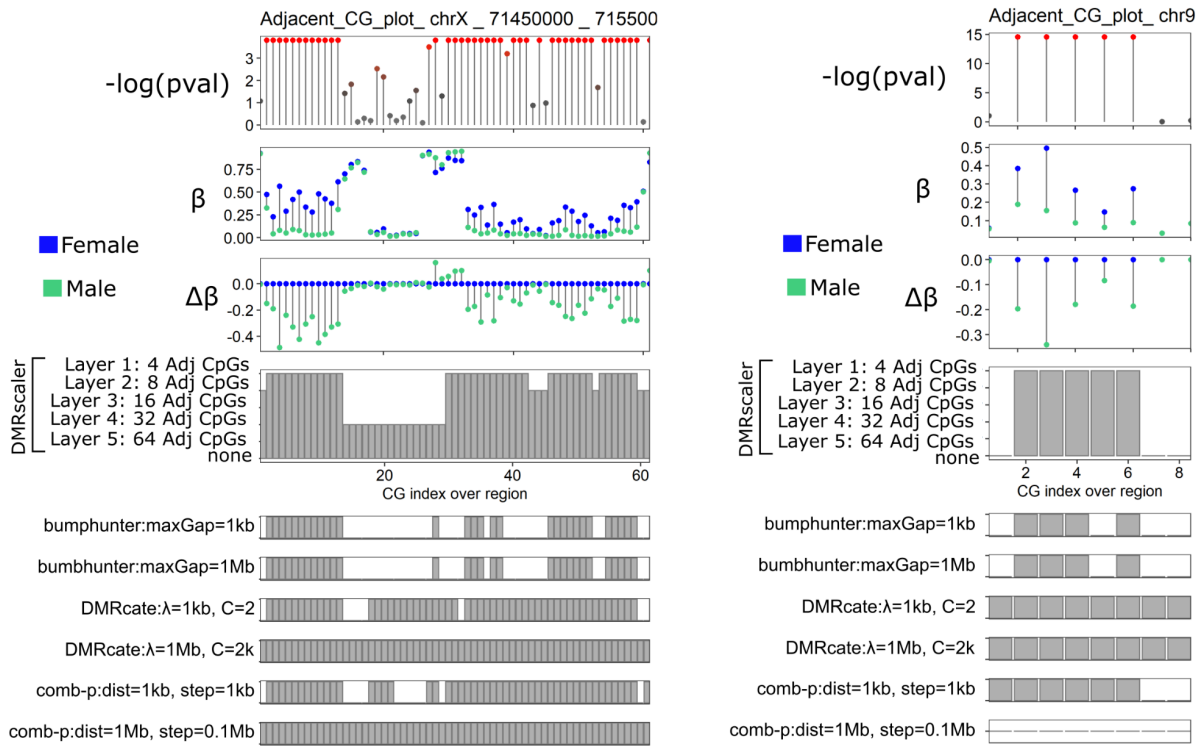 Adjacent_CG_plot_ chrX _ 71450000 _ 715500
-log(pval)
3
2
1
0
β
0.75
0.50
0.25
0.00
Female
Male
Δβ
0.0
-0.2
-0.4
DMRscaler
Layer 1: 4 Adj CpGs
Layer 2: 8 Adj CpGs
Layer 3: 16 Adj CpGs
Layer 4: 32 Adj CpGs
Layer 5: 64 Adj CpGs
none
20 40 60
CG index over region
bumphunter:maxGap=1kb
bumbhunter:maxGap=1Mb
DMRcate:λ=1kb, C=2
DMRcate:λ=1Mb, C=2k
comb-p:dist=1kb, step=1kb
comb-p:dist=1Mb, step=0.1Mb
Adjacent_CG_plot_ chr9
-log(pval)
15
10
5
0
β
0.5
0.4
0.3
0.2
0.1
Female
Male
Δβ
0.0
-0.1
-0.2
-0.3
DMRscaler
Layer 1: 4 Adj CpGs
Layer 2: 8 Adj CpGs
Layer 3: 16 Adj CpGs
Layer 4: 32 Adj CpGs
Layer 5: 64 Adj CpGs
none
2 4 6 8
CG index over region
bumphunter:maxGap=1kb
bumbhunter:maxGap=1Mb
DMRcate:λ=1kb, C=2
DMRcate:λ=1Mb, C=2k
comb-p:dist=1kb, step=1kb
comb-p:dist=1Mb, step=0.1Mb